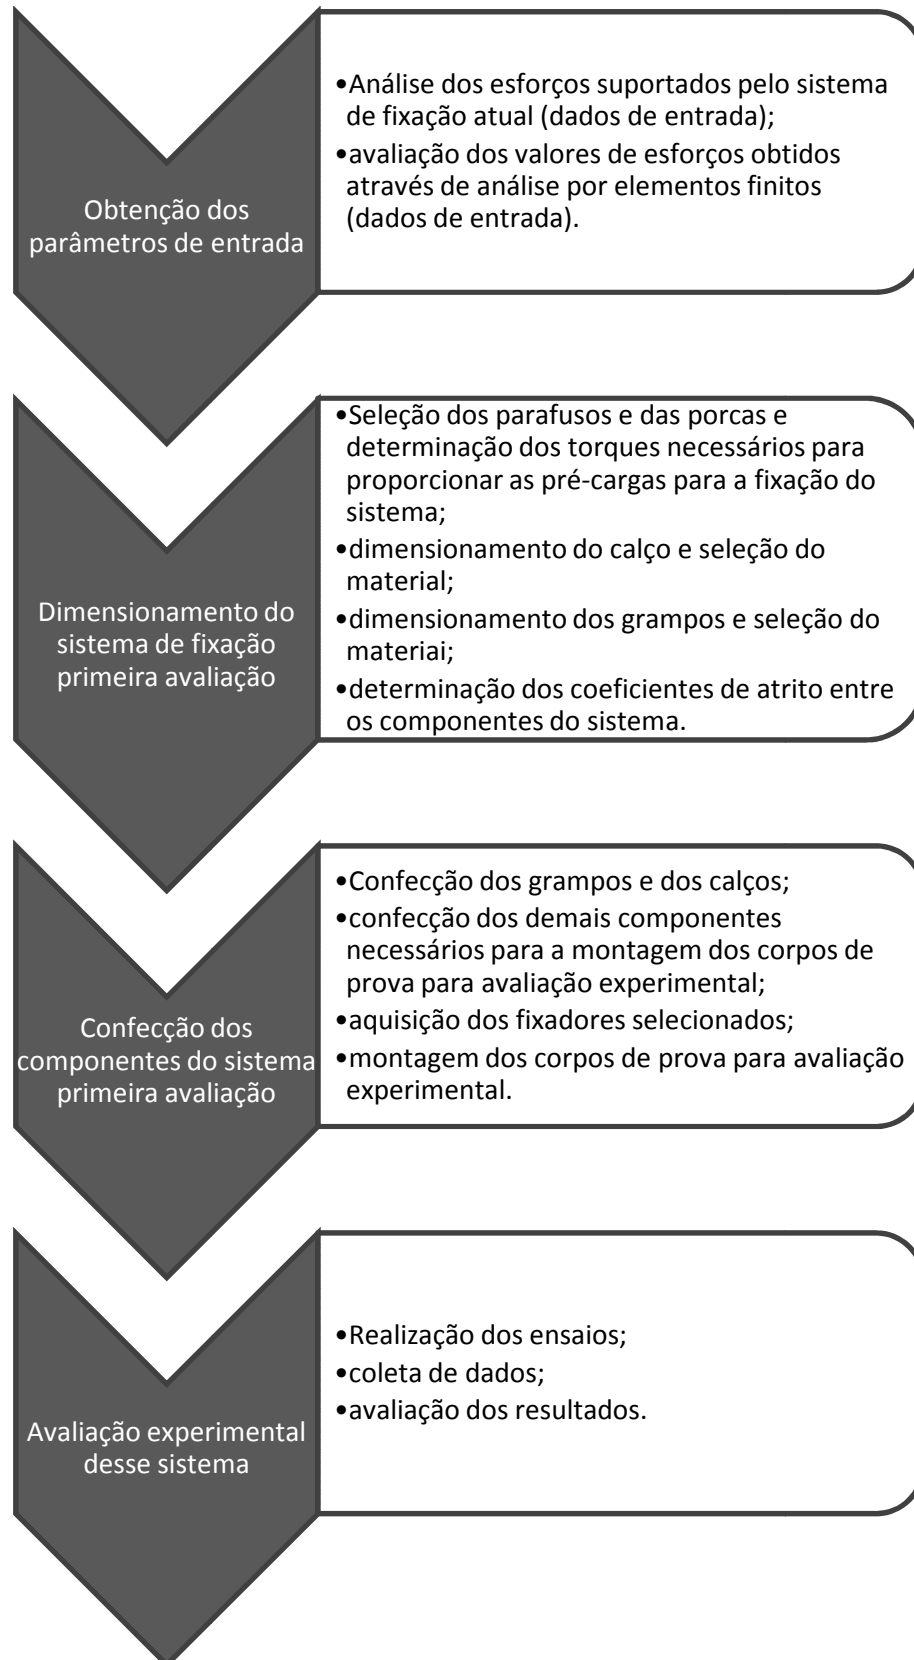 Obtenção dos
parâmetros de entrada
•Análise dos esforços suportados pelo sistema
de fixação atual (dados de entrada);
•avaliação dos valores de esforços obtidos
através de análise por elementos finitos
(dados de entrada).
Dimensionamento do
sistema de fixação
primeira avaliação
•Seleção dos parafusos e das porcas e
determinação dos torques necessários para
proporcionar as pré-cargas para a fixação do
sistema;
•dimensionamento do calço e seleção do
material;
•dimensionamento dos grampos e seleção do
materiai;
•determinação dos coeficientes de atrito entre
os componentes do sistema.
Confecção dos
componentes do sistema
primeira avaliação
•Confecção dos grampos e dos calços;
•confecção dos demais componentes
necessários para a montagem dos corpos de
prova para avaliação experimental;
•aquisição dos fixadores selecionados;
•montagem dos corpos de prova para avaliação
experimental.
Avaliação experimental
desse sistema
•Realização dos ensaios;
•coleta de dados;
•avaliação dos resultados.